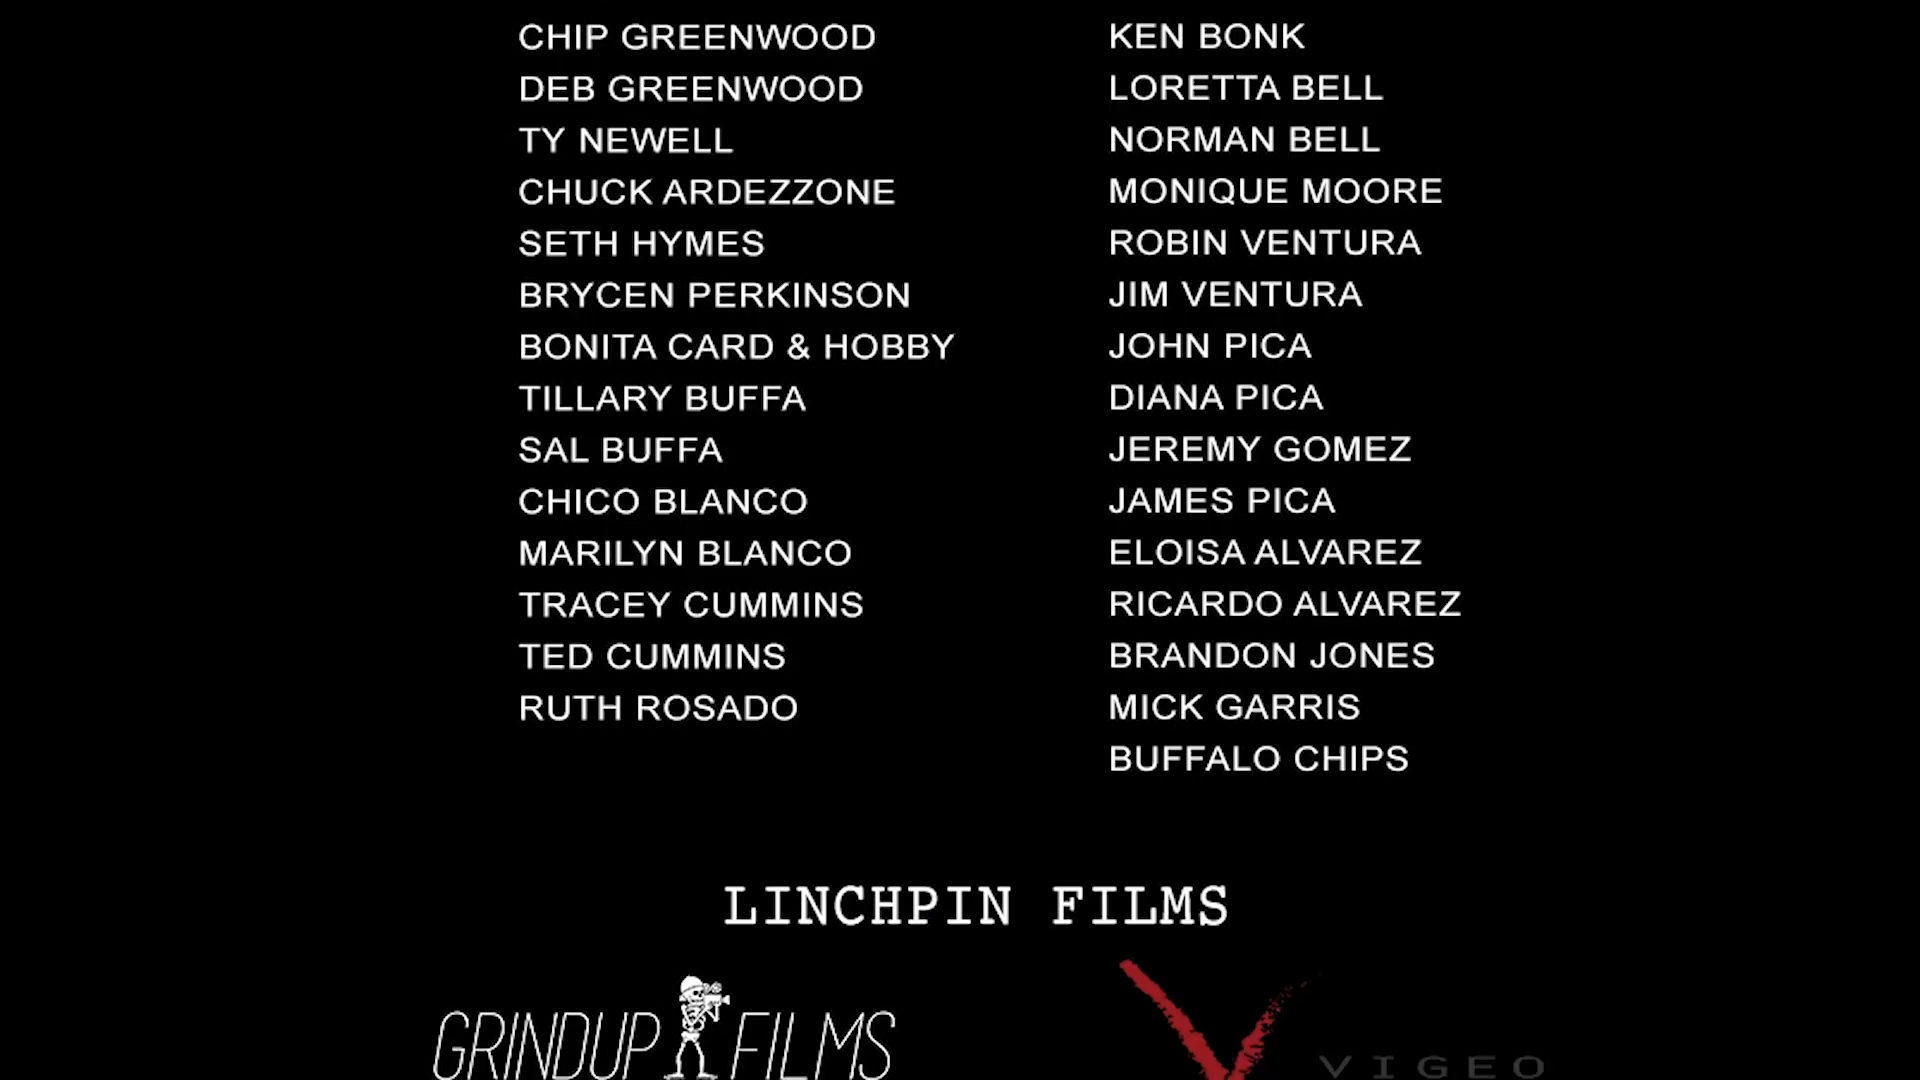 CHIP GREENWOOD
DEB GREENWOOD
TY NEWELL
CHUCK ARDEZZONE
SETH HYMES
BRYCEN PERKINSON
BONITA CARD & HOBBY
TILLARY BUFFA
SAL BUFFA
CHICO BLANCO
MARILYN BLANCO
TRACEY CUMMINS
TED CUMMINS
RUTH ROSADO
KEN BONK
LORETTA BELL
NORMAN BELL
MONIQUE MOORE
ROBIN VENTURA
JIM VENTURA
JOHN PICA
DIANA PICA
JEREMY GOMEZ
JAMES PICA
ELOISA ALVAREZ
RICARDO ALVAREZ
BRANDON JONES
MICK GARRIS
BUFFALO CHIPS
LINCHPIN FILMS
GRINDUP FILMS
V VIGEO